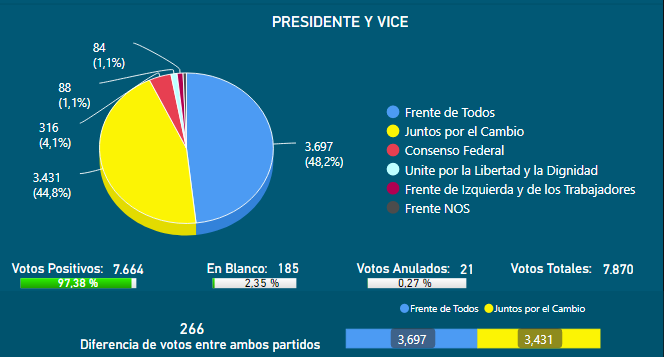 PRESIDENTE Y VICE
84
(1,1%)
88
(1,1%)
316
(4,1%)
3.431
(44,8%)
3.697
(48,2%)
Frente de Todos
Juntos por el Cambio
Consenso Federal
Unite por la Libertad y la Dignidad
Frente de Izquierda y de los Trabajadores
Frente NOS
Votos Positivos: 7.664
97,38 %
En Blanco: 185
2,35 %
Votos Anulados: 21
0,27 %
Votos Totales: 7.870
Frente de Todos Juntos por el Cambio
266
Diferencia de votos entre ambos partidos
3,697 3,431